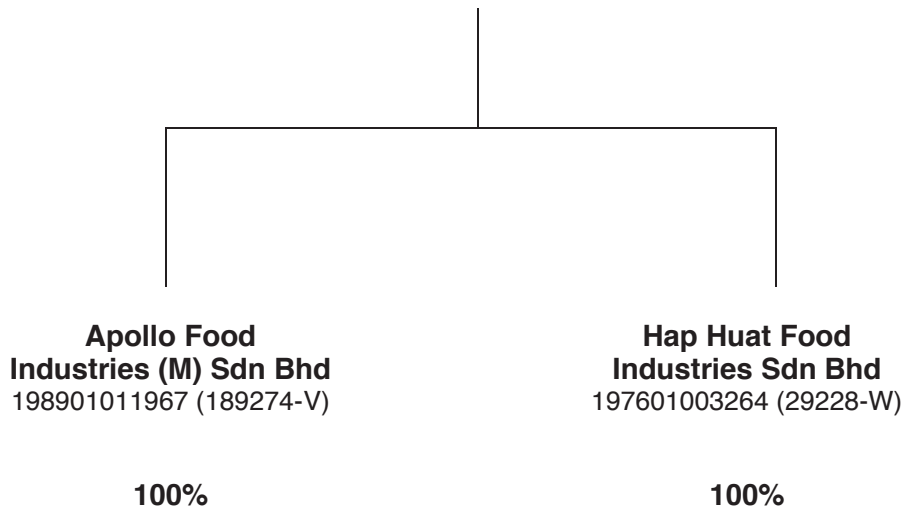 Apollo Food
Industries (M) Sdn Bhd
198901011967 (189274-V)
100%
Hap Huat Food
Industries Sdn Bhd
197601003264 (29228-W)
100%